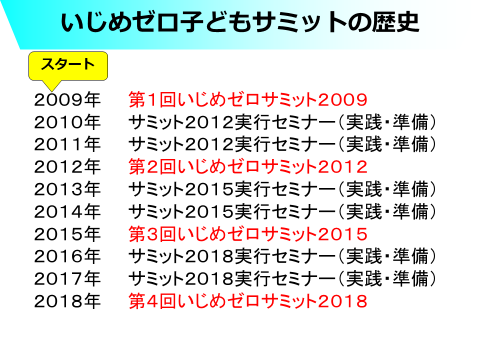 いじめゼロ子どもサミットの歴史
スタート
２００９年　第１回いじめゼロサミット２００９
２０１０年　サミット２０１２実行セミナー（実践・準備）
２０１１年　サミット２０１２実行セミナー（実践・準備）
２０１２年　第２回いじめゼロサミット２０１２
２０１３年　サミット２０１５実行セミナー（実践・準備）
２０１４年　サミット２０１５実行セミナー（実践・準備）
２０１５年　第３回いじめゼロサミット２０１５
２０１６年　サミット２０１８実行セミナー（実践・準備）
２０１７年　サミット２０１８実行セミナー（実践・準備）
２０１８年　第４回いじめゼロサミット２０１８